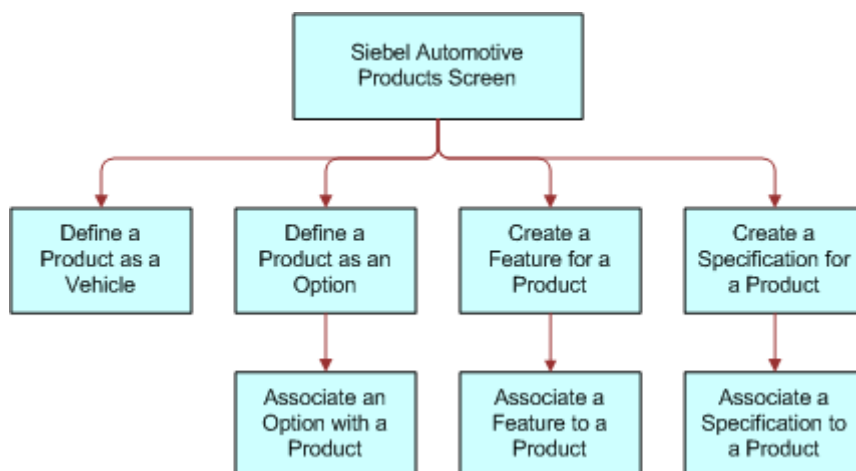 Siebel Automotive
Products Screen
Define a
Product as a
Vehicle
Define a
Product as an
Option
Create a
Feature for a
Product
Create a
Specification for
a Product
Associate an
Option with a
Product
Associate a
Feature to a
Product
Associate a
Specification to
a Product